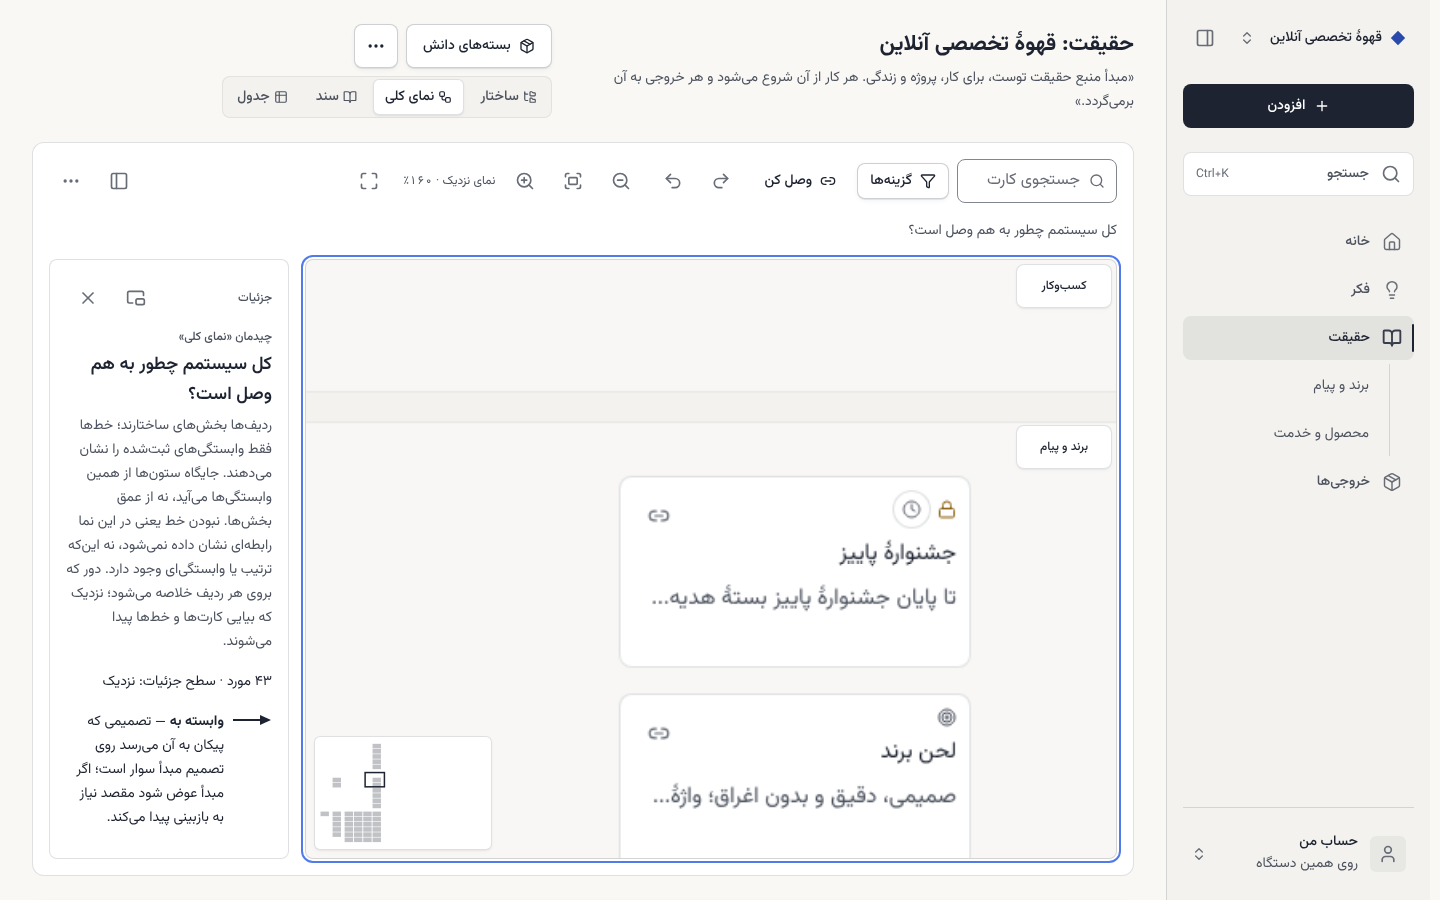 قهوهٔ تخصصی آنلاین
افزودن
جستجو
Ctrl+K
خانه
فکر
حقیقت
برند و پیام
محصول و خدمت
خروجی‌ها
حساب من
روی همین دستگاه
حقیقت: قهوهٔ تخصصی آنلاین
«مبدأ منبع حقیقت توست، برای کار، پروژه و زندگی. هر کار از آن شروع می‌شود و هر خروجی به آن
برمی‌گردد.»
بسته‌های دانش
ساختار
نمای کلی
سند
جدول
جستجوی کارت
گزینه‌ها
وصل کن
نمای نزدیک · ۱۶۰٪
کل سیستمم چطور به هم وصل است؟
کسب‌وکار
برند و پیام
جشنوارهٔ پاییز
تا پایان جشنوارهٔ پاییز بستهٔ هدیه...
لحن برند
صمیمی، دقیق و بدون اغراق؛ واژهٔ...
جزئیات
چیدمان «نمای کلی»
کل سیستمم چطور به هم
وصل است؟
ردیف‌ها بخش‌های ساختارند؛ خط‌ها
فقط وابستگی‌های ثبت‌شده را نشان
می‌دهند. جایگاه ستون‌ها از همین
وابستگی‌ها می‌آید، نه از عمق
بخش‌ها. نبودن خط یعنی در این نما
رابطه‌ای نشان داده نمی‌شود، نه این‌که
ترتیب یا وابستگی‌ای وجود دارد. دور که
بروی هر ردیف خلاصه می‌شود؛ نزدیک
که بیایی کارت‌ها و خط‌ها پیدا
می‌شوند.
۴۳ مورد · سطح جزئیات: نزدیک
وابسته به — تصمیمی که
پیکان به آن می‌رسد روی
تصمیم مبدأ سوار است؛ اگر
مبدأ عوض شود مقصد نیاز
به بازبینی پیدا می‌کند.